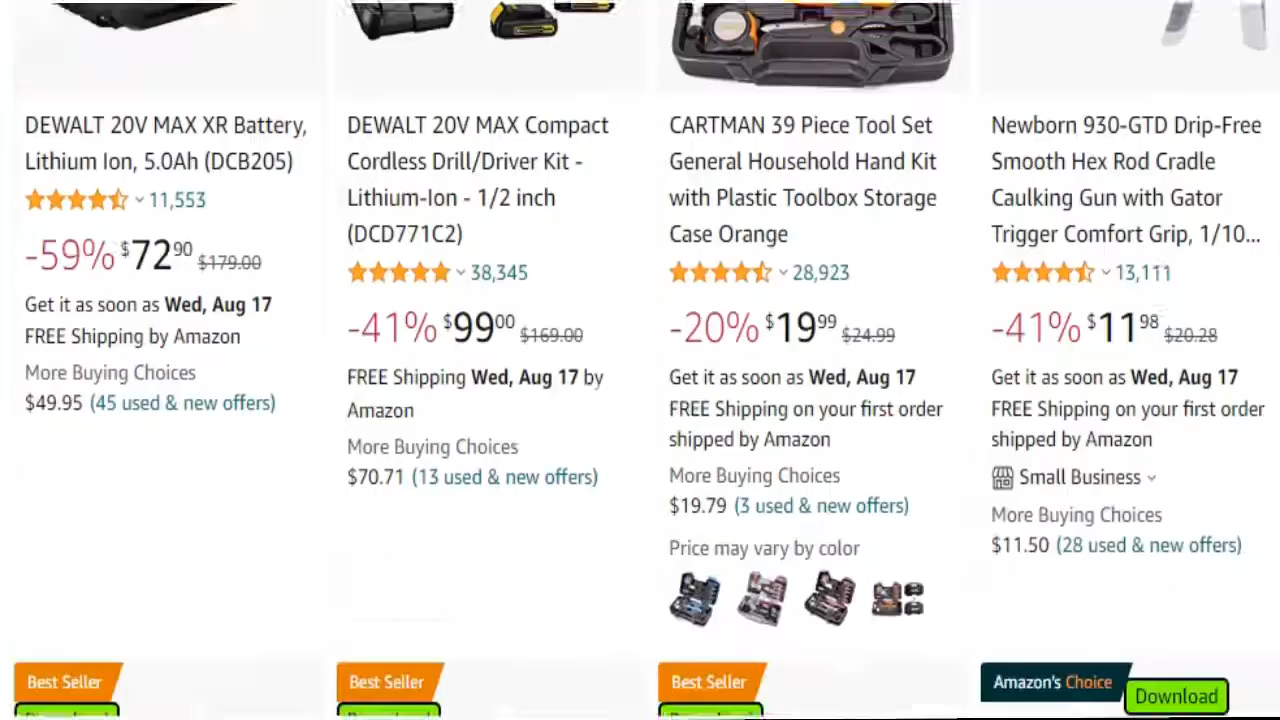 DEWALT 20V MAX XR Battery,
Lithium Ion, 5.0Ah (DCB205)
11,553
-59% $72 90 $179.00
Get it as soon as Wed, Aug 17
FREE Shipping by Amazon
More Buying Choices
$49.95 (45 used & new offers)
DEWALT 20V MAX Compact
Cordless Drill/Driver Kit -
Lithium-Ion - 1/2 inch
(DCD771C2)
38,345
-41% $99 00 $169.00
FREE Shipping Wed, Aug 17 by
Amazon
More Buying Choices
$70.71 (13 used & new offers)
CARTMAN 39 Piece Tool Set
General Household Hand Kit
with Plastic Toolbox Storage
Case Orange
28,923
-20% $19 99 $24.99
Get it as soon as Wed, Aug 17
FREE Shipping on your first order
shipped by Amazon
More Buying Choices
$19.79 (3 used & new offers)
Price may vary by color
Newborn 930-GTD Drip-Free
Smooth Hex Rod Cradle
Caulking Gun with Gator
Trigger Comfort Grip, 1/10...
13,111
-41% $11 98 $20.28
Get it as soon as Wed, Aug 17
FREE Shipping on your first order
shipped by Amazon
Small Business
More Buying Choices
$11.50 (28 used & new offers)
Best Seller
Best Seller
Best Seller
Amazon's Choice
Download